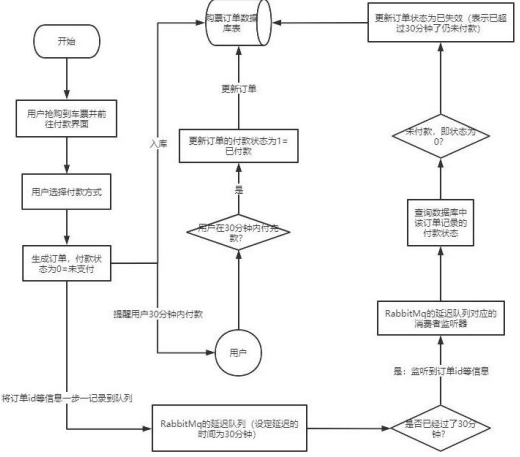 开始
用户抢购到车票并前
往付款界面
用户选择付款方式
生成订单，付款状
态为0=未支付
入库
购票订单数据
库表
更新订单
更新订单的付款状态为1=
已付款
是
用户在30分钟内付完
款？
提醒用户30分钟内付款
用户
将订单id等信息一步一记录到队列
RabbitMq的延迟队列（设定延迟的
时间为30分钟）
是否已经过了30分
钟？
是：监听到订单id等信息
RabbitMq的延迟队列对应的
消费者监听器
查询数据库中
该订单记录的
付款状态
未付款，即状态为
0？
更新订单状态为已失效（表示已超
过30分钟了仍未付款）